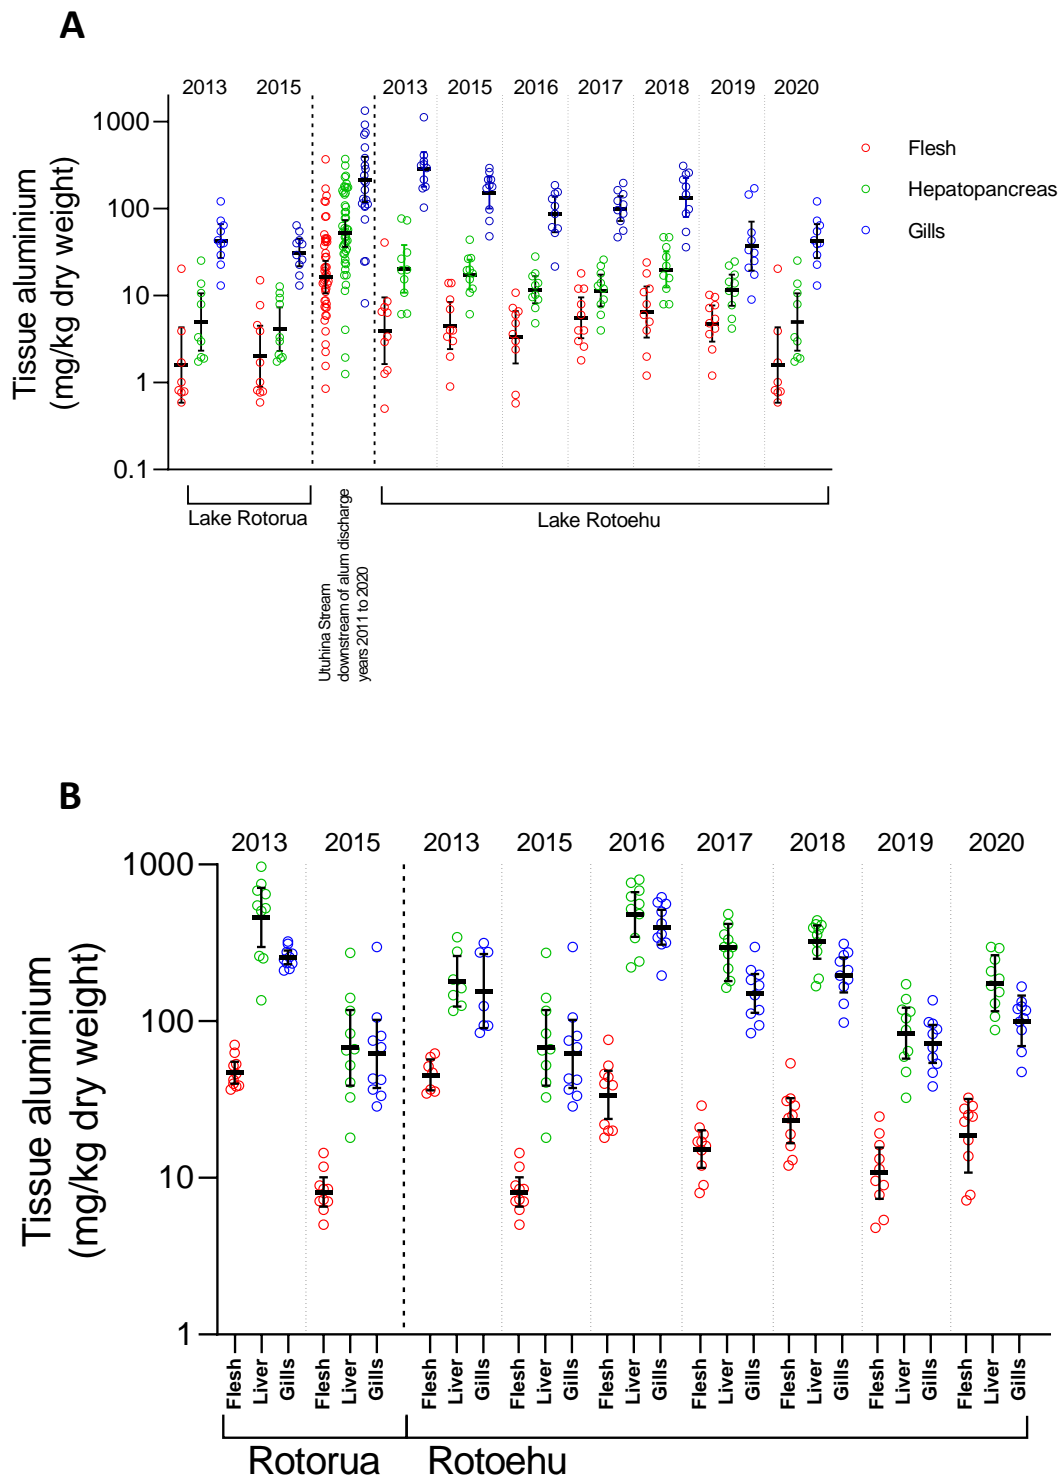 A
2013 2015 2013 2015 2016 2017 2018 2019 2020
Tissue aluminium
(mg/kg dry weight)
1000
100
10
1
0.1
Flesh
Hepatopancreas
Gills
Lake Rotorua
Utuhina Stream
downstream of alum discharge
years 2011 to 2020
Lake Rotoehu
B
2013 2015 2013 2015 2016 2017 2018 2019 2020
Tissue aluminium
(mg/kg dry weight)
1000
100
10
1
Flesh Liver Gills Flesh Liver Gills Flesh Liver Gills Flesh Liver Gills Flesh Liver Gills Flesh Liver Gills Flesh Liver Gills Flesh Liver Gills Flesh Liver Gills
Rotorua Rotoehu